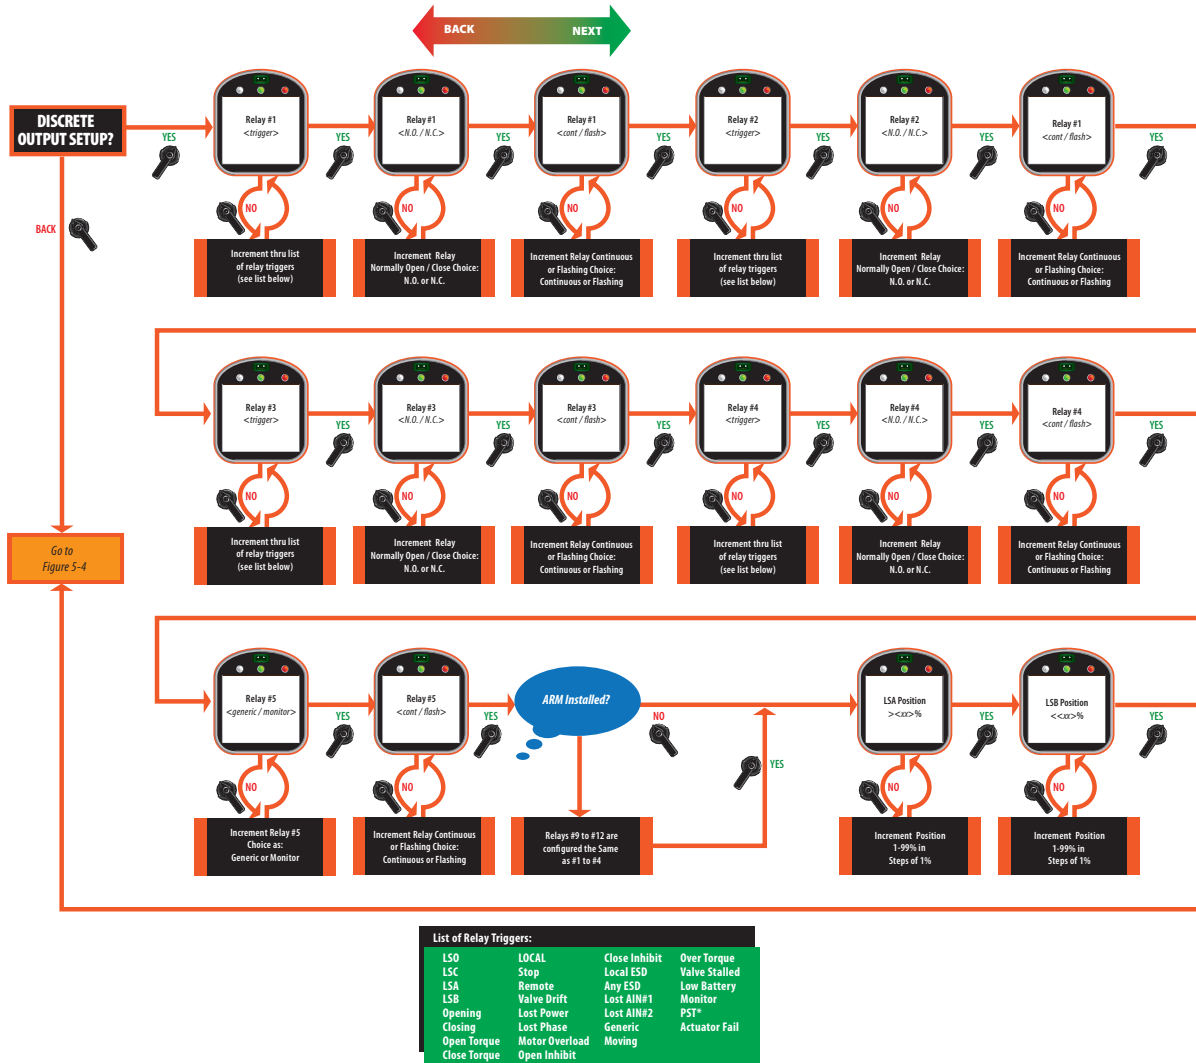 BACK
NEXT
DISCRETE
OUTPUT SETUP?
YES
Relay #1
<trigger>
YES
Relay #1
<N.O. / N.C.>
YES
Relay #1
<cont / flash>
YES
Relay #2
<trigger>
YES
Relay #2
<N.O. / N.C.>
YES
Relay #1
<cont / flash>
YES
BACK
NO
NO
NO
NO
NO
NO
Increment thru list
of relay triggers
(see list below)
Increment Relay
Normally Open / Close Choice:
N.O. or N.C.
Increment Relay Continuous
or Flashing Choice:
Continuous or Flashing
Increment thru list
of relay triggers
(see list below)
Increment Relay
Normally Open / Close Choice:
N.O. or N.C.
Increment Relay Continuous
or Flashing Choice:
Continuous or Flashing
Relay #3
<trigger>
YES
Relay #3
<N.O. / N.C.>
YES
Relay #3
<cont / flash>
YES
Relay #4
<trigger>
YES
Relay #4
<N.O. / N.C.>
YES
Relay #4
<cont / flash>
YES
NO
NO
NO
NO
NO
NO
Go to
Figure 5-4
Increment thru list
of relay triggers
(see list below)
Increment Relay
Normally Open / Close Choice:
N.O. or N.C.
Increment Relay Continuous
or Flashing Choice:
Continuous or Flashing
Increment thru list
of relay triggers
(see list below)
Increment Relay
Normally Open / Close Choice:
N.O. or N.C.
Increment Relay Continuous
or Flashing Choice:
Continuous or Flashing
Relay #5
<generic / monitor>
YES
Relay #5
<cont / flash>
YES
ARM Installed?
NO
YES
LSA Position
><xx>%
YES
LSB Position
<<xx>%
YES
NO
NO
NO
NO
Increment Relay #5
Choice as:
Generic or Monitor
Increment Relay Continuous
or Flashing Choice:
Continuous or Flashing
Relays #9 to #12 are
configured the Same
as #1 to #4
Increment Position
1-99% in
Steps of 1%
Increment Position
1-99% in
Steps of 1%
List of Relay Triggers:
LSO
LSC
LSA
LSB
Opening
Closing
Open Torque
Close Torque
LOCAL
Stop
Remote
Valve Drift
Lost Power
Lost Phase
Motor Overload
Open Inhibit
Close Inhibit
Local ESD
Any ESD
Lost AIN#1
Lost AIN#2
Generic
Moving
Over Torque
Valve Stalled
Low Battery
Monitor
PST*
Actuator Fail